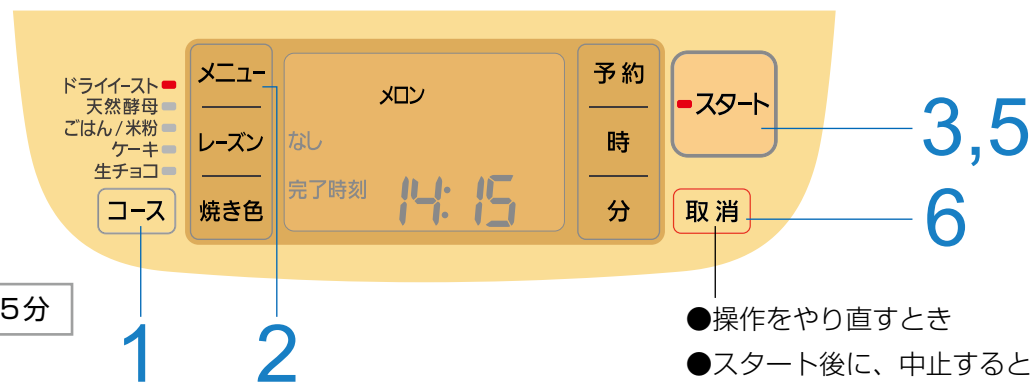 ドライイースト
天然酵母
ごはん/米粉
ケーキ
生チョコ
コース
メニュー
レーズン
焼き色
メロン
なし
完了時刻 14:15
予約
時
分
スタート
取消
3,5
6
5分
1
2
●操作をやり直すとき
●スタート後に、中止すると